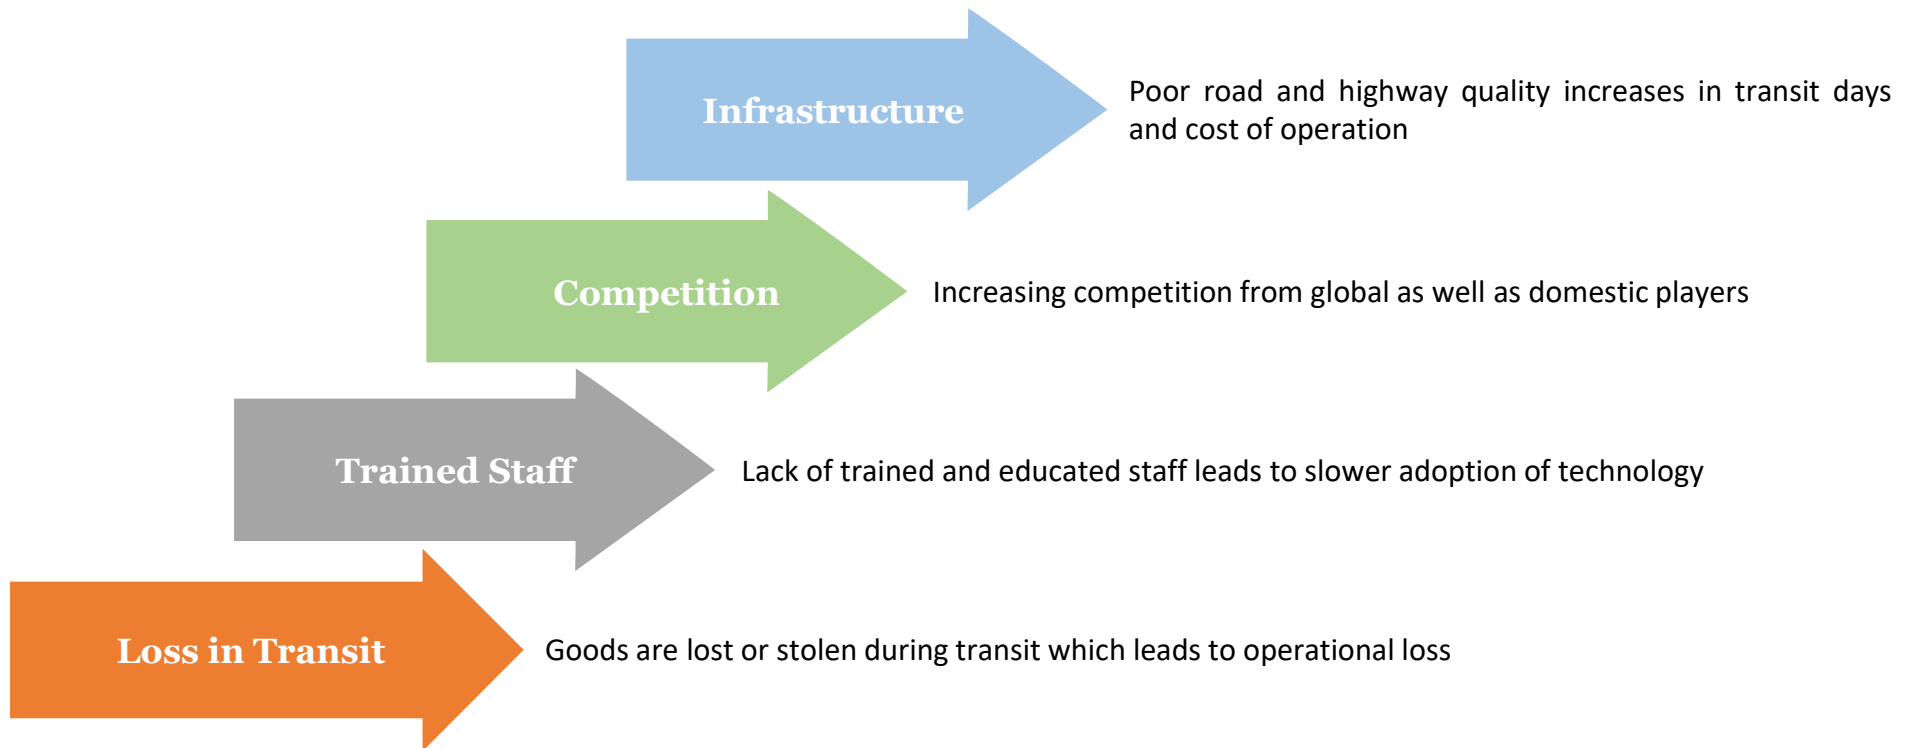 Infrastructure
Poor road and highway quality increases in transit days
and cost of operation
Competition
Increasing competition from global as well as domestic players
Trained Staff
Lack of trained and educated staff leads to slower adoption of technology
Loss in Transit
Goods are lost or stolen during transit which leads to operational loss